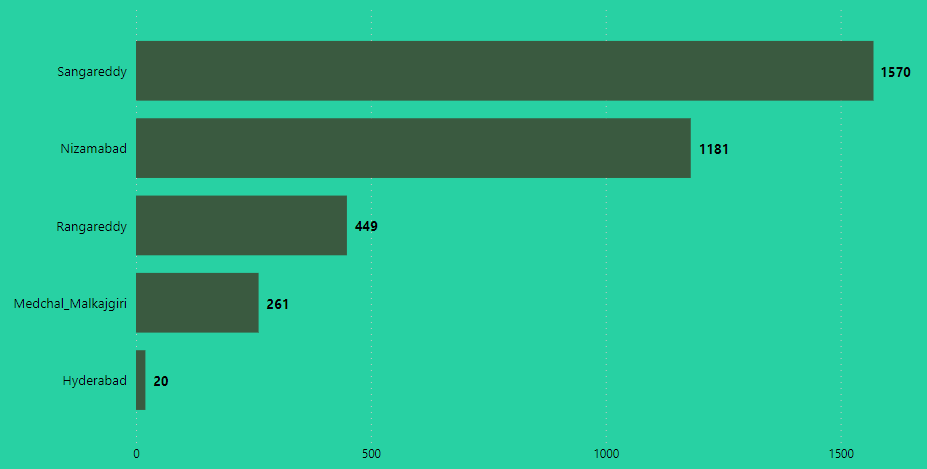 Sangareddy 1570
Nizamabad 1181
Rangareddy 449
Medchal_Malkajgiri 261
Hyderabad 20
0 500 1000 1500